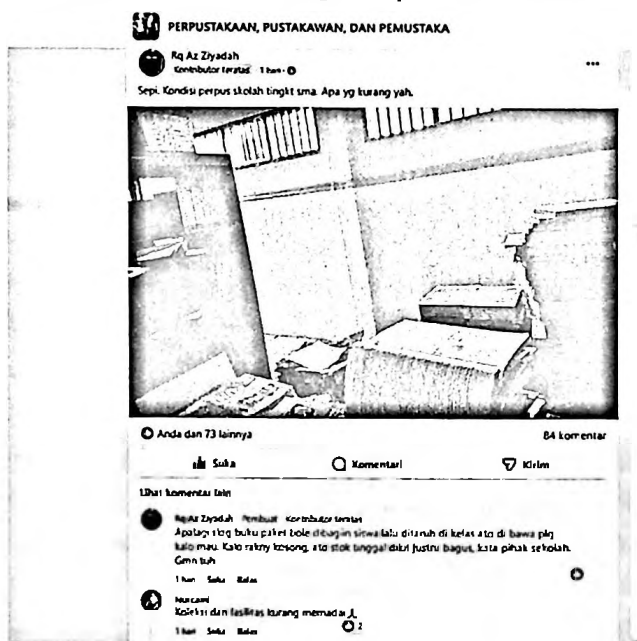 PERPUSTAKAAN, PUSTAKAWAN, DAN PEMUSTAKA
Rq Az Ziyadah
Kontributor teratas 1 hari
Sepi. Kondisi perpus skolah tingkt sma. Apa yg kurang yah.
Anda dan 73 lainnya
84 komentar
Suka
Komentari
Kirim
Lihat komentar lain
Rq Az Ziyadah Pembuat Kontributor teratas
Apalagi skrg buku paket bole dibagiin siswa lalu ditaruh di kelas ato di bawa plg
kalo mau. Kalo rakny kosong, ato stok tinggal dikit justru bagus, kata pihak sekolah.
Gmn tuh
1 hari Suka Balas
Nurcami
Koleksi dan fasilitas kurang memadai
1 hari Suka Balas
2